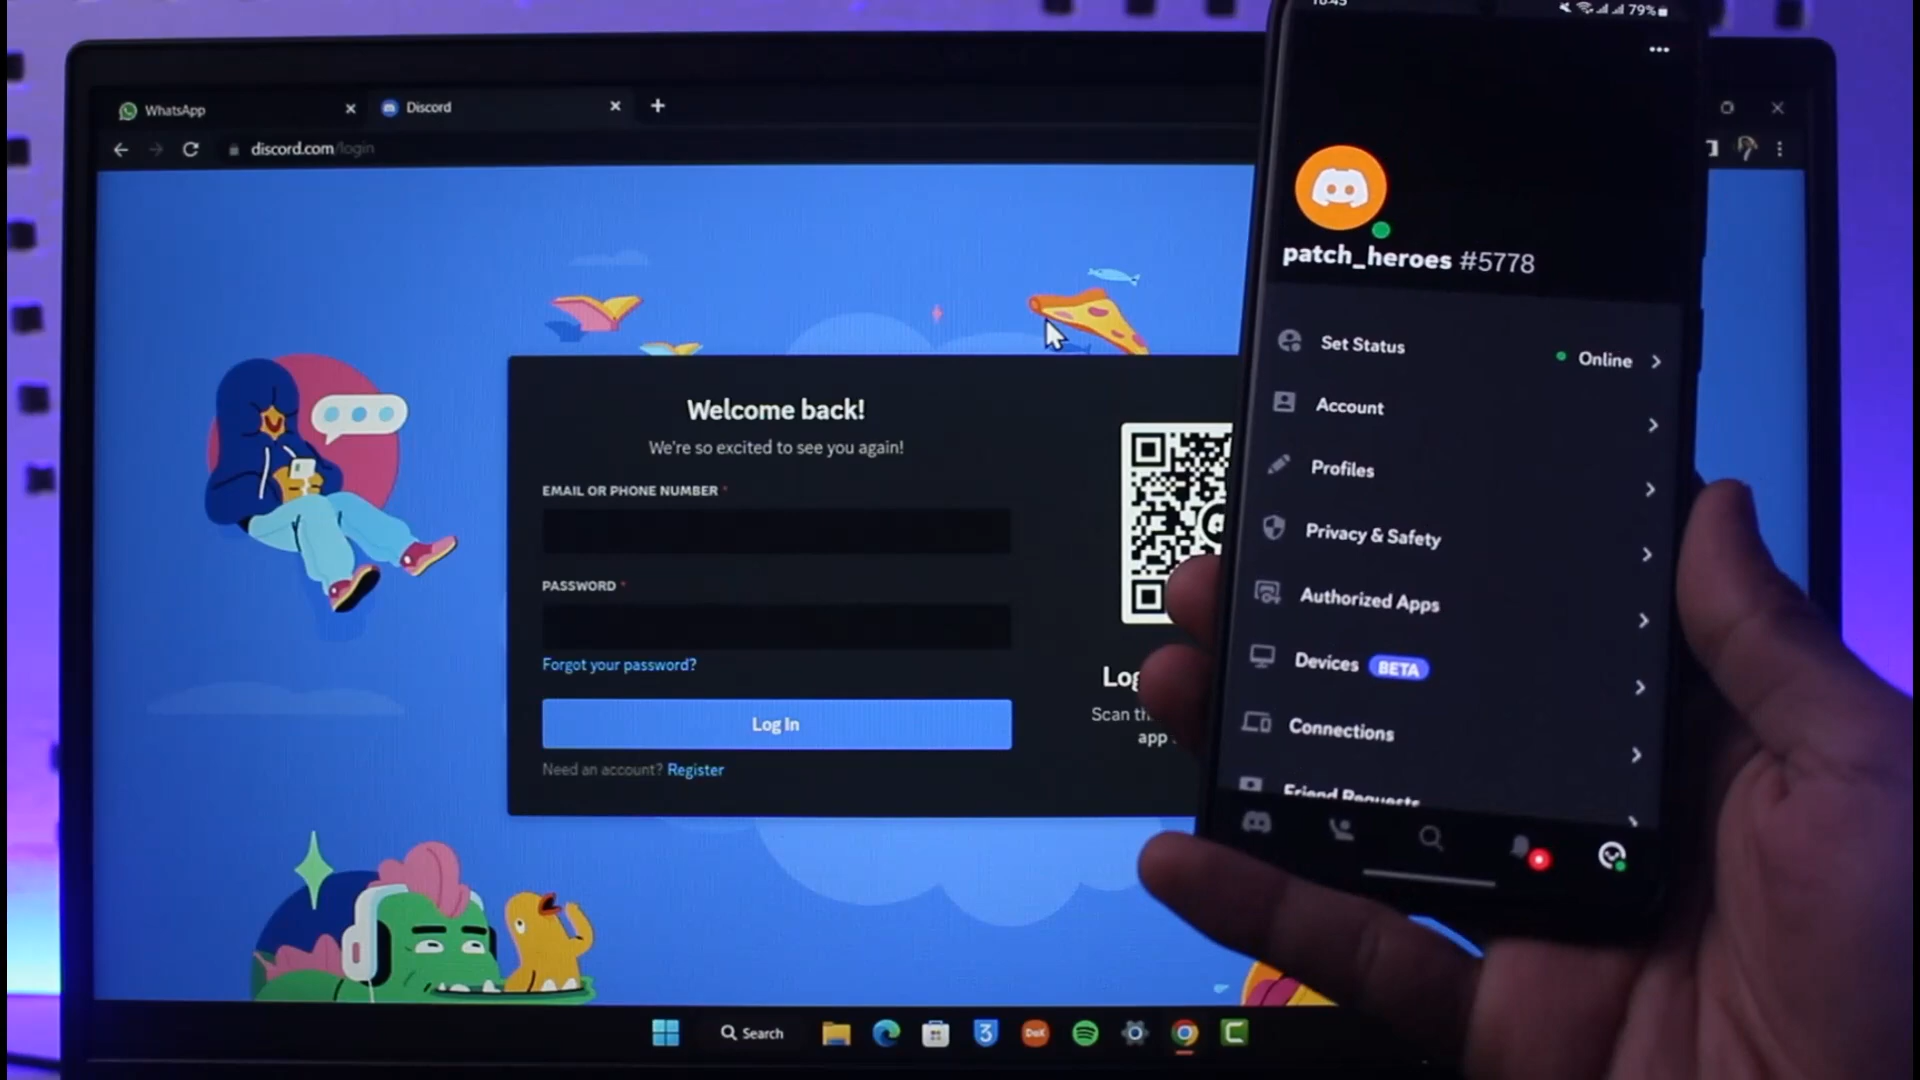 WhatsApp
Discord
discord.com/login
Welcome back!
We're so excited to see you again!
EMAIL OR PHONE NUMBER *
PASSWORD *
Forgot your password?
Log In
Need an account? Register
Log
Scan th
app
Search
3
79%
patch_heroes #5778
Set Status
Online
Account
Profiles
Privacy & Safety
Authorized Apps
Devices BETA
Connections
Friend Requests